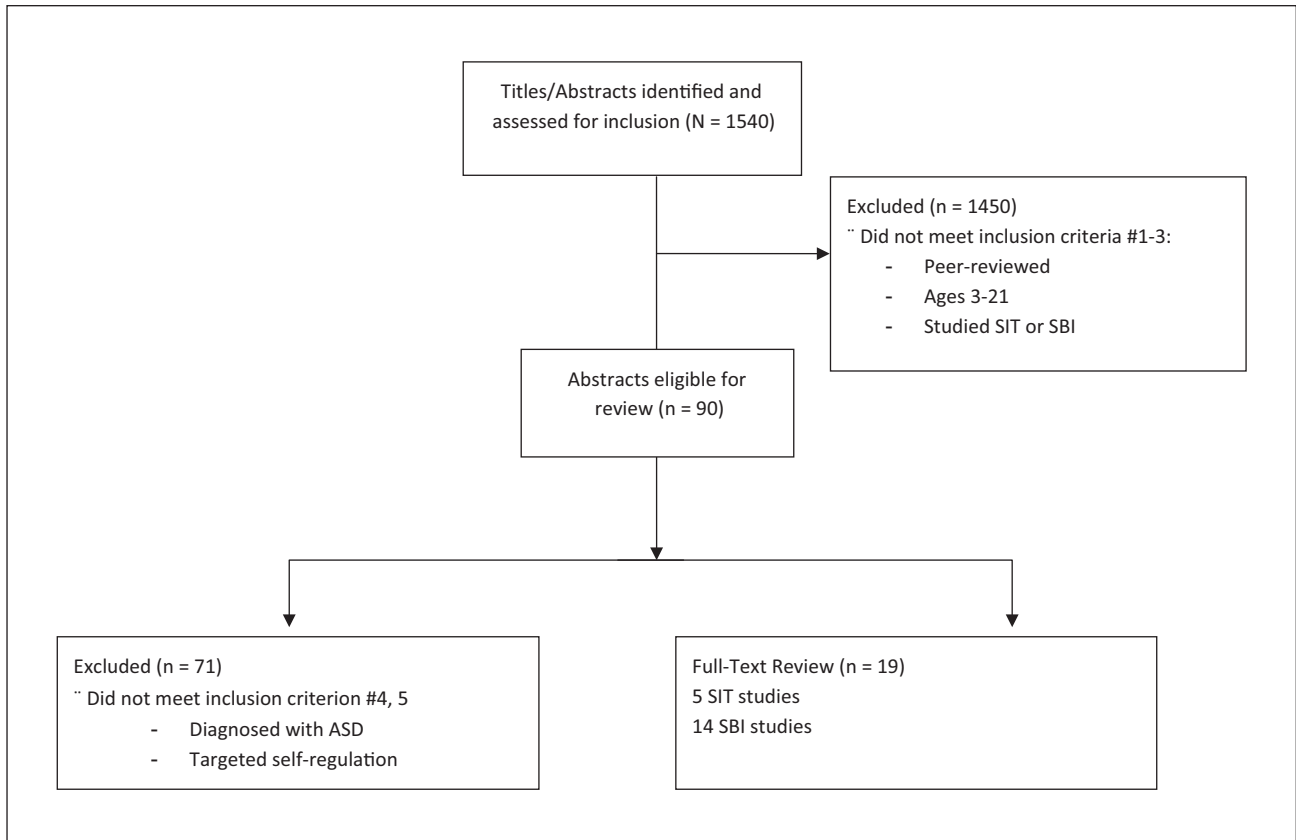 Titles/Abstracts identified and
assessed for inclusion (N = 1540)
Excluded (n = 1450)
¨ Did not meet inclusion criteria #1-3:
- Peer-reviewed
- Ages 3-21
- Studied SIT or SBI
Abstracts eligible for
review (n = 90)
Excluded (n = 71)
¨ Did not meet inclusion criterion #4, 5
- Diagnosed with ASD
- Targeted self-regulation
Full-Text Review (n = 19)
5 SIT studies
14 SBI studies